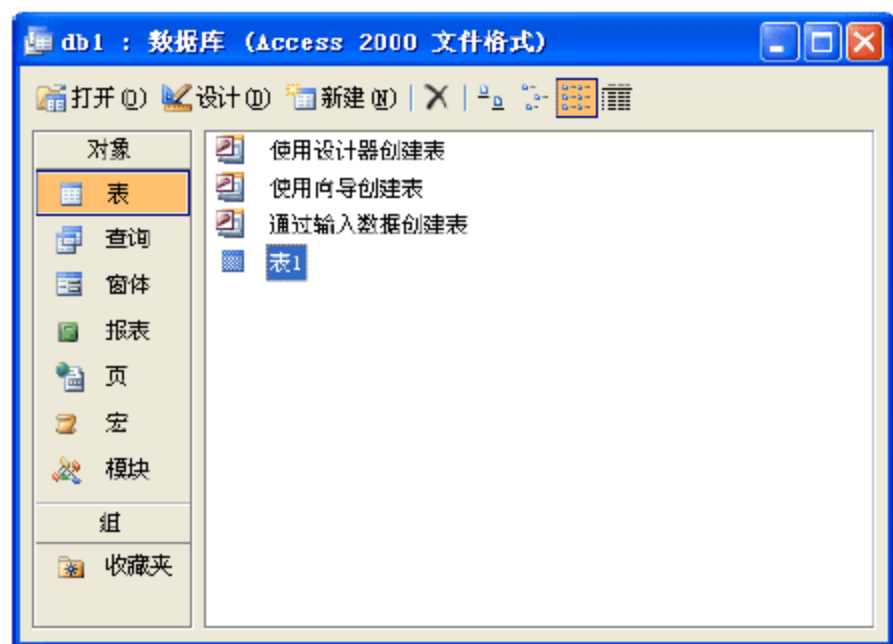 db1 : 数据库 (Access 2000 文件格式)
打开(O) 设计(D) 新建(N)
对象
表
查询
窗体
报表
页
宏
模块
组
收藏夹
使用设计器创建表
使用向导创建表
通过输入数据创建表
表1